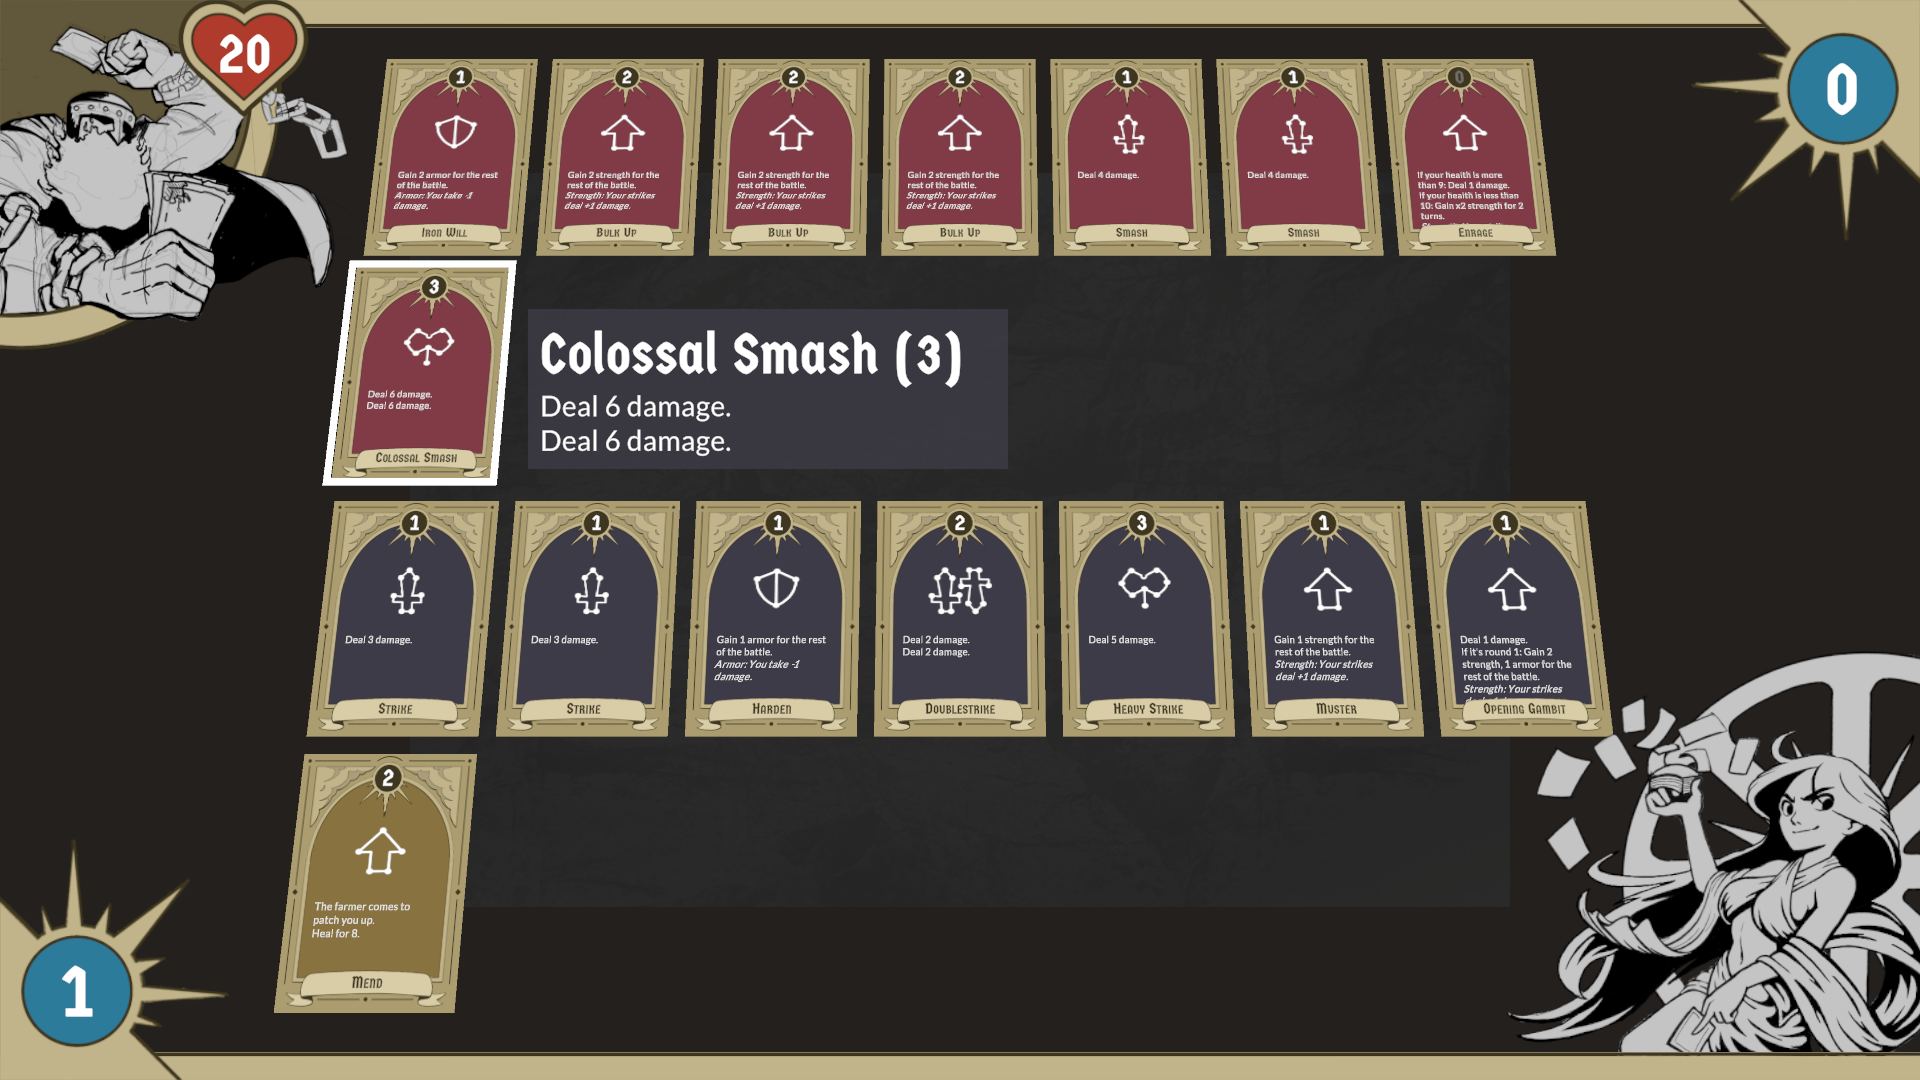 20
0
1
Gain 2 armor for the rest
of the battle.
Armor: You take -1
damage.
Iron Will
2
Gain 2 strength for the
rest of the battle.
Strength: Your strikes
deal +1 damage.
Bulk Up
2
Gain 2 strength for the
rest of the battle.
Strength: Your strikes
deal +1 damage.
Bulk Up
2
Gain 2 strength for the
rest of the battle.
Strength: Your strikes
deal +1 damage.
Bulk Up
1
Deal 4 damage.
Smash
1
Deal 4 damage.
Smash
0
If your health is more
than 9: Deal 1 damage.
If your health is less than
10: Gain x2 strength for 2
turns.
Enrage
3
Deal 6 damage.
Deal 6 damage.
Colossal Smash
Colossal Smash (3)
Deal 6 damage.
Deal 6 damage.
1
Deal 3 damage.
Strike
1
Deal 3 damage.
Strike
1
Gain 1 armor for the rest
of the battle.
Armor: You take -1
damage.
Harden
2
Deal 2 damage.
Deal 2 damage.
Doublestrike
3
Deal 5 damage.
Heavy Strike
1
Gain 1 strength for the
rest of the battle.
Strength: Your strikes
deal +1 damage.
Muster
1
Deal 1 damage.
If it's round 1: Gain 2
strength, 1 armor for the
rest of the battle.
Strength: Your strikes
Opening Gambit
2
The farmer comes to
patch you up.
Heal for 8.
Mend
1